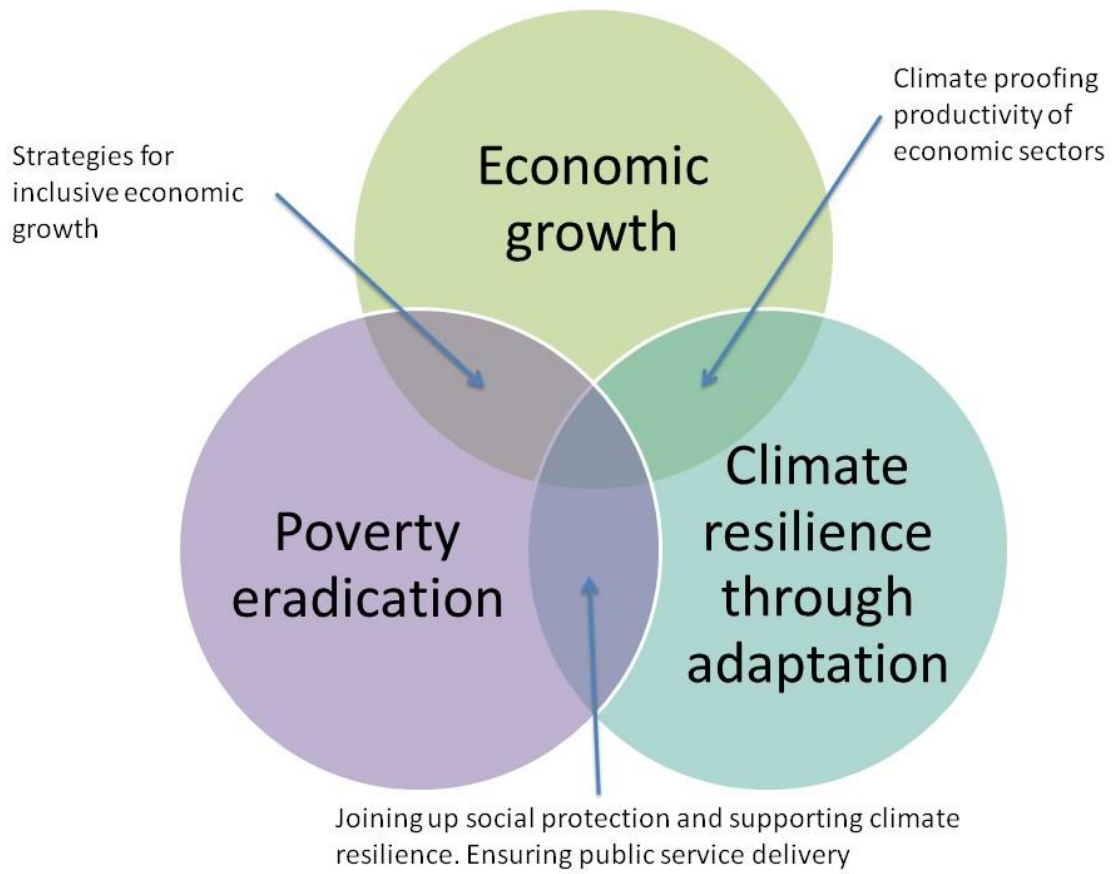 Climate proofing
productivity of
economic sectors
Strategies for
inclusive economic
growth
Economic
growth
Poverty
eradication
Climate
resilience
through
adaptation
Joining up social protection and supporting climate
resilience. Ensuring public service delivery